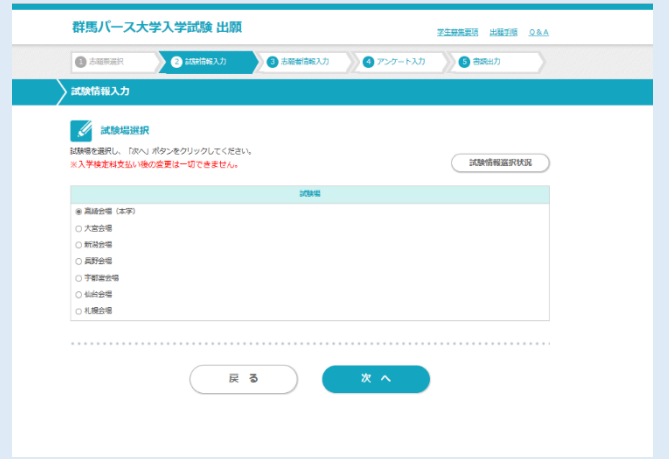 群馬パース大学入学試験 出願
学生募集要項 出願手順 Q&A
1 志願票選択 2 試験情報入力 3 志願者情報入力 4 アンケート入力 5 書類出力
試験情報入力
試験場選択
試験場を選択し、「次へ」ボタンをクリックしてください。
※入学検定料支払い後の変更は一切できません。
試験情報選択状況
試験場
高崎会場（本学）
大宮会場
新潟会場
長野会場
宇都宮会場
仙台会場
札幌会場
戻 る
次 へ